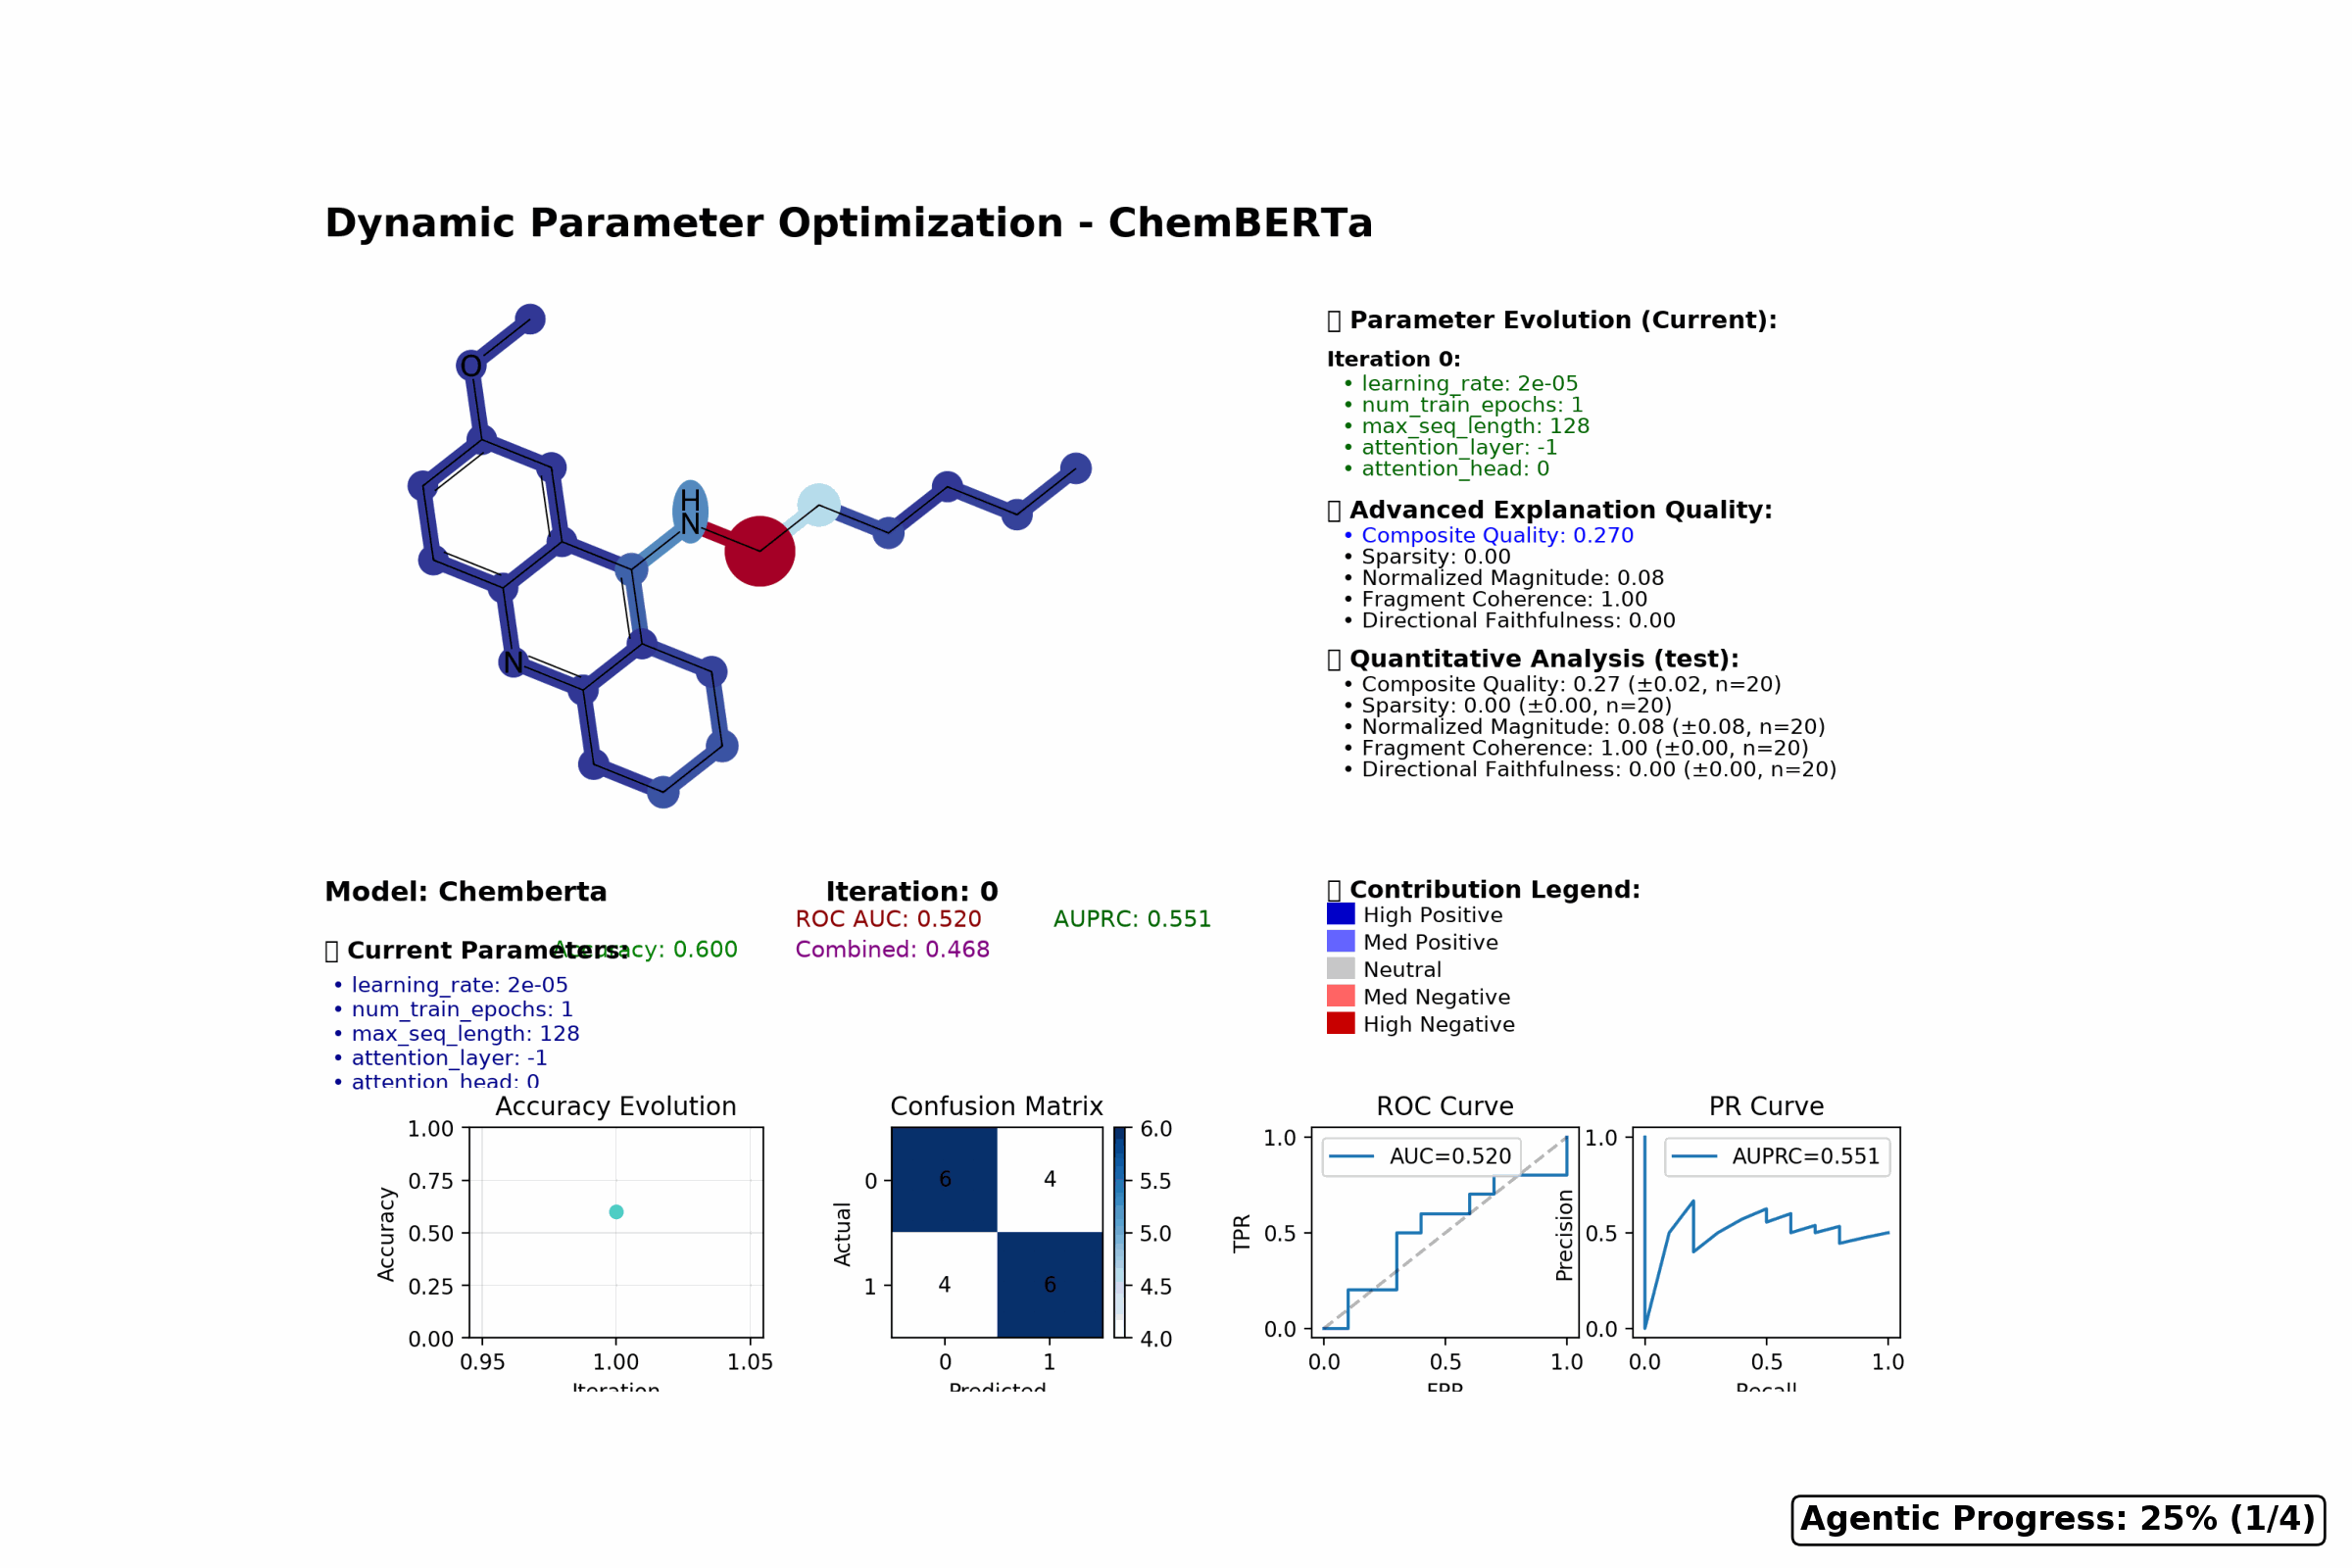 Dynamic Parameter Optimization - ChemBERTa
O
H
N
N
Parameter Evolution (Current):
Iteration 0:
• learning_rate: 2e-05
• num_train_epochs: 1
• max_seq_length: 128
• attention_layer: -1
• attention_head: 0
Advanced Explanation Quality:
• Composite Quality: 0.270
• Sparsity: 0.00
• Normalized Magnitude: 0.08
• Fragment Coherence: 1.00
• Directional Faithfulness: 0.00
Quantitative Analysis (test):
• Composite Quality: 0.27 (±0.02, n=20)
• Sparsity: 0.00 (±0.00, n=20)
• Normalized Magnitude: 0.08 (±0.08, n=20)
• Fragment Coherence: 1.00 (±0.00, n=20)
• Directional Faithfulness: 0.00 (±0.00, n=20)
Model: Chemberta
Iteration: 0
ROC AUC: 0.520
AUPRC: 0.551
Current Parameters:
Accuracy: 0.600
Combined: 0.468
• learning_rate: 2e-05
• num_train_epochs: 1
• max_seq_length: 128
• attention_layer: -1
• attention_head: 0
Contribution Legend:
High Positive
Med Positive
Neutral
Med Negative
High Negative
Accuracy Evolution
1.00
0.75
0.50
0.25
0.00
Accuracy
0.95 1.00 1.05
Iteration
Confusion Matrix
Actual
0
1
6 4
4 6
0 1
Predicted
6.0
5.5
5.0
4.5
4.0
ROC Curve
AUC=0.520
TPR
1.0
0.5
0.0
0.0 0.5 1.0
FPR
PR Curve
AUPRC=0.551
Precision
1.0
0.5
0.0
0.0 0.5 1.0
Recall
Agentic Progress: 25% (1/4)